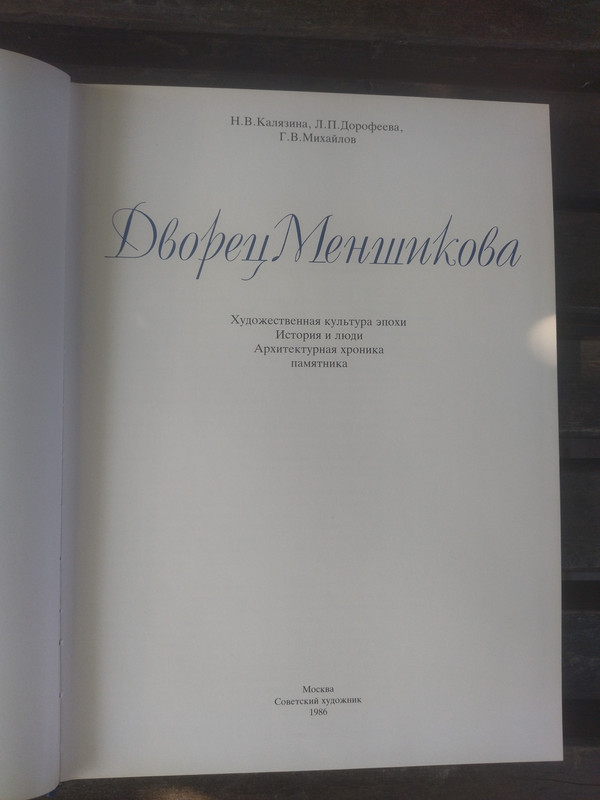 Н.В.Калязина, Л.П.Дорофеева,
Г.В.Михайлов
Дворец Меншикова
Художественная культура эпохи
История и люди
Архитектурная хроника
памятника
Москва
Советский художник
1986